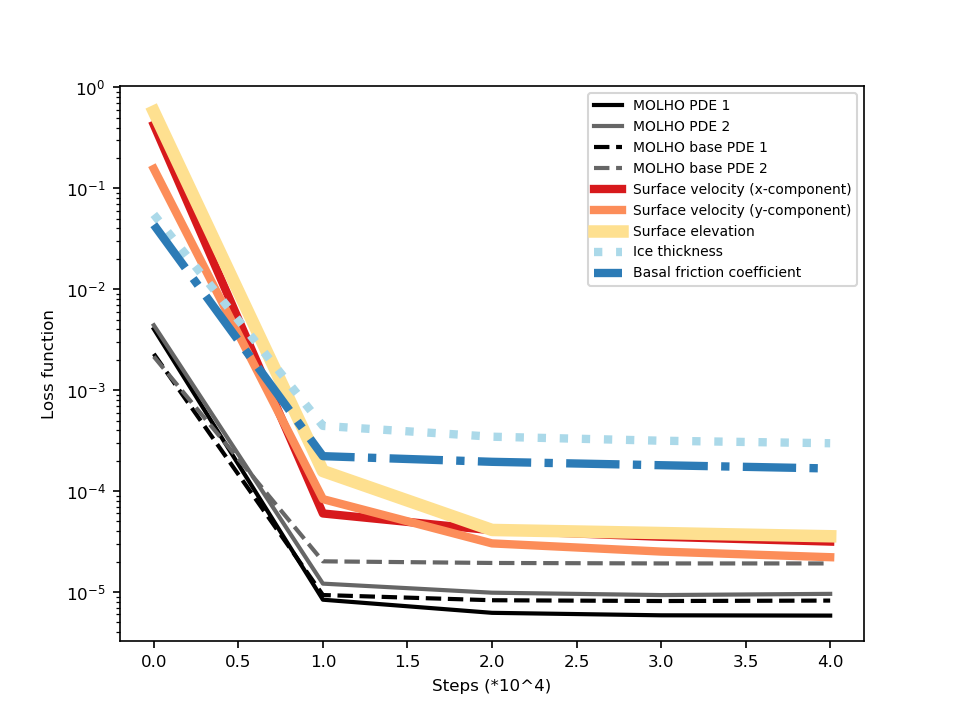 10^0
10^-1
10^-2
10^-3
10^-4
10^-5
Loss function
MOLHO PDE 1
MOLHO PDE 2
MOLHO base PDE 1
MOLHO base PDE 2
Surface velocity (x-component)
Surface velocity (y-component)
Surface elevation
Ice thickness
Basal friction coefficient
0.0 0.5 1.0 1.5 2.0 2.5 3.0 3.5 4.0
Steps (*10^4)